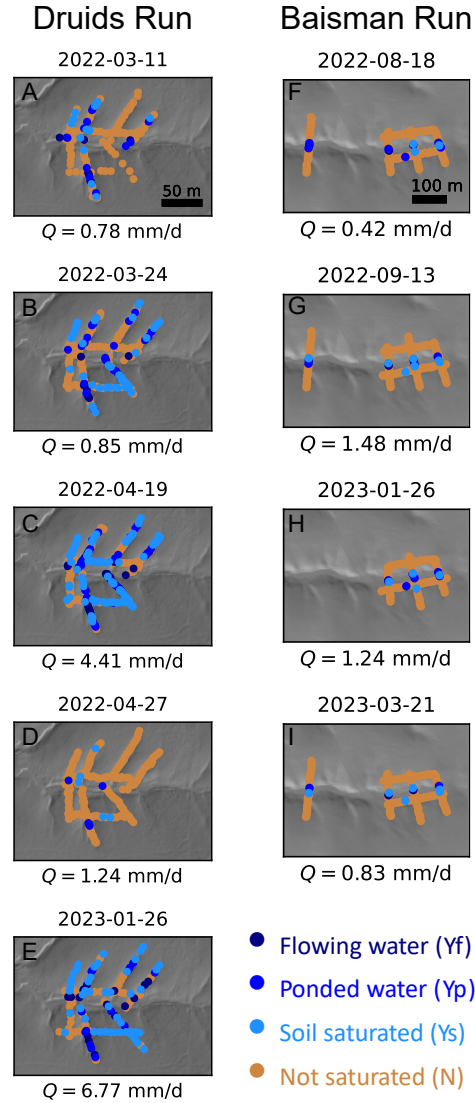 Druids Run
2022-03-11
A
50 m
Q = 0.78 mm/d
2022-03-24
B
Q = 0.85 mm/d
2022-04-19
C
Q = 4.41 mm/d
2022-04-27
D
Q = 1.24 mm/d
2023-01-26
E
Q = 6.77 mm/d
Baisman Run
2022-08-18
F
100 m
Q = 0.42 mm/d
2022-09-13
G
Q = 1.48 mm/d
2023-01-26
H
Q = 1.24 mm/d
2023-03-21
I
Q = 0.83 mm/d
Flowing water (Yf)
Ponded water (Yp)
Soil saturated (Ys)
Not saturated (N)